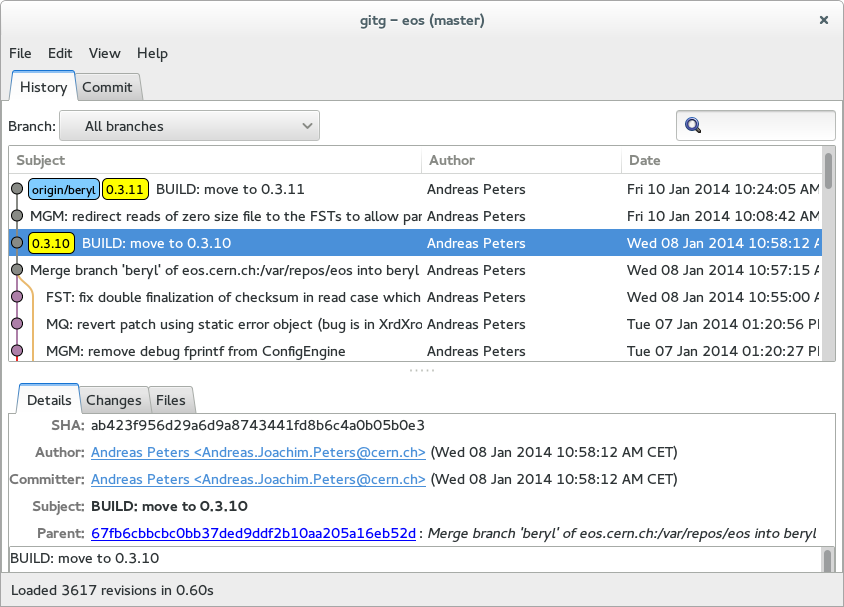 gitg – eos (master)
File Edit View Help
History Commit
Branch: All branches
Subject Author Date
origin/beryl 0.3.11 BUILD: move to 0.3.11 Andreas Peters Fri 10 Jan 2014 10:24:05 AM
MGM: redirect reads of zero size file to the FSTs to allow par Andreas Peters Fri 10 Jan 2014 10:08:42 AM
0.3.10 BUILD: move to 0.3.10 Andreas Peters Wed 08 Jan 2014 10:58:12
Merge branch 'beryl' of eos.cern.ch:/var/repos/eos into beryl Andreas Peters Wed 08 Jan 2014 10:57:15
FST: fix double finalization of checksum in read case which Andreas Peters Wed 08 Jan 2014 10:55:00
MQ: revert patch using static error object (bug is in XrdXro Andreas Peters Tue 07 Jan 2014 01:20:56
MGM: remove debug fprintf from ConfigEngine Andreas Peters Tue 07 Jan 2014 01:20:27
Details Changes Files
SHA: ab423f956d29a6d9a8743441fd8b6c4a0b05b0e3
Author: Andreas Peters <Andreas.Joachim.Peters@cern.ch> (Wed 08 Jan 2014 10:58:12 AM CET)
Committer: Andreas Peters <Andreas.Joachim.Peters@cern.ch> (Wed 08 Jan 2014 10:58:12 AM CET)
Subject: BUILD: move to 0.3.10
Parent: 67fb6cbbcbc0bb37ded9ddf2b10aa205a16eb52d : Merge branch 'beryl' of eos.cern.ch:/var/repos/eos into beryl
BUILD: move to 0.3.10
Loaded 3617 revisions in 0.60s